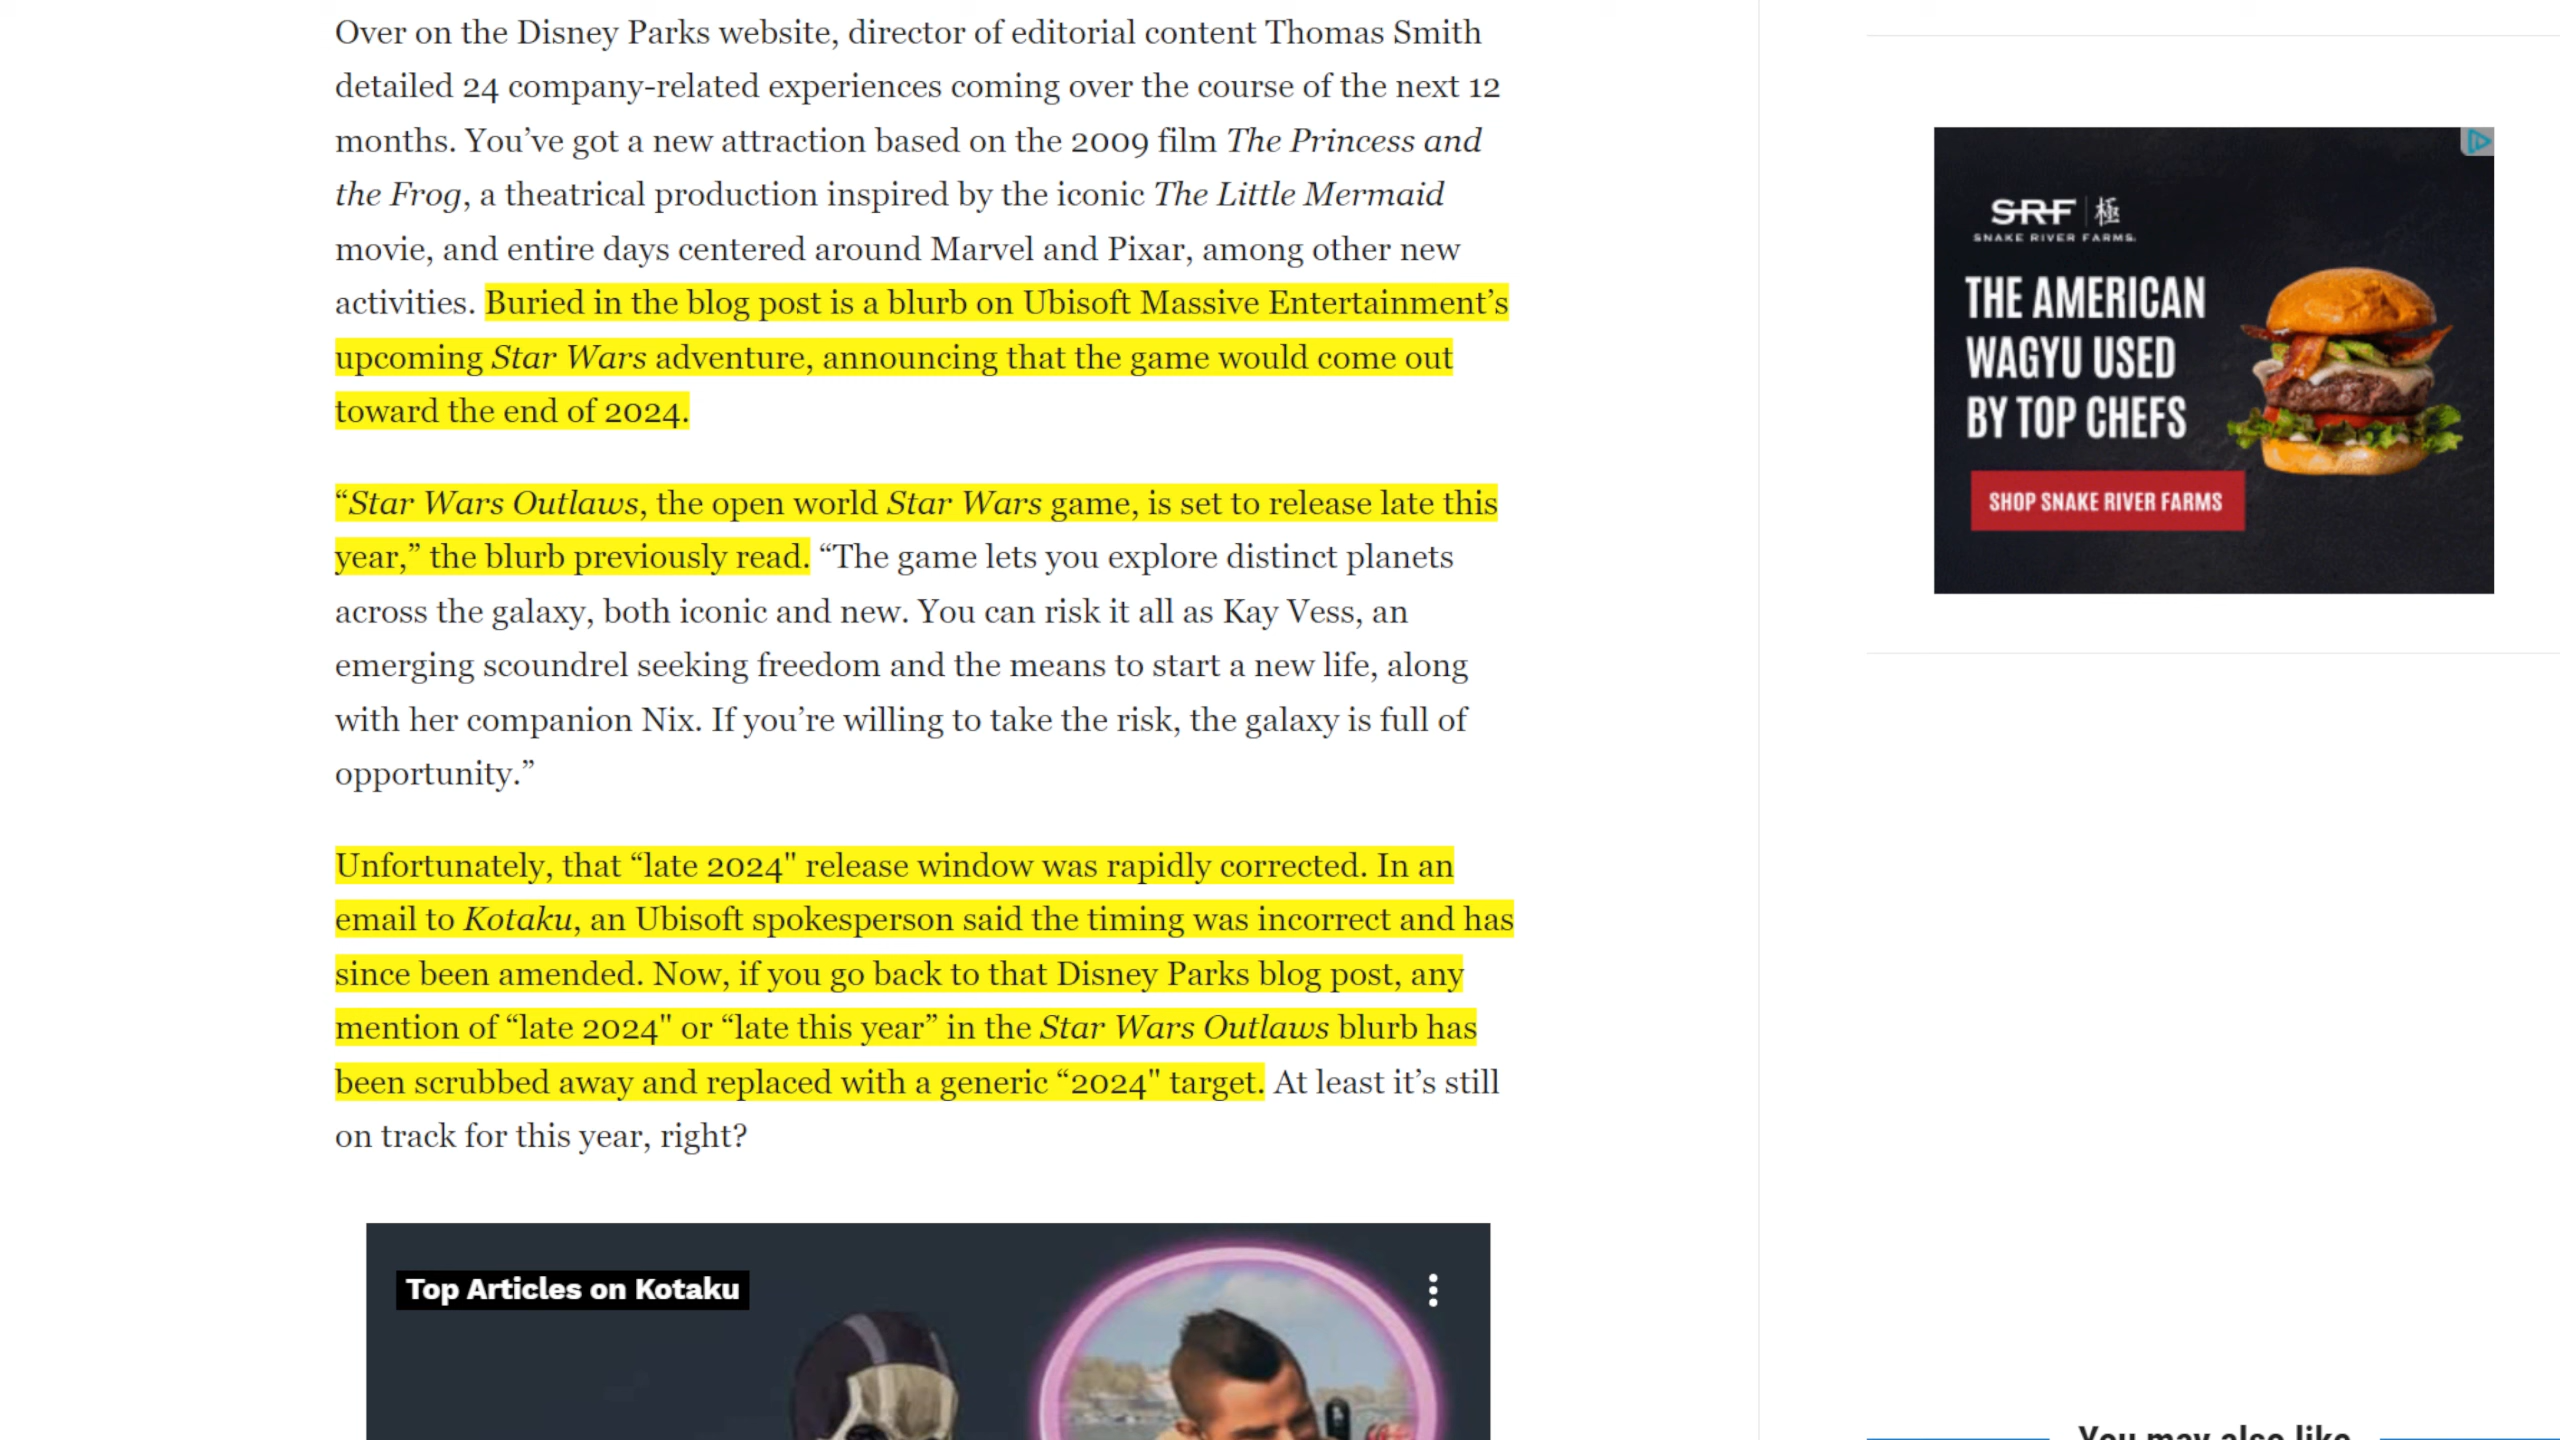 Over on the Disney Parks website, director of editorial content Thomas Smith
detailed 24 company-related experiences coming over the course of the next 12
months. You’ve got a new attraction based on the 2009 film The Princess and
the Frog, a theatrical production inspired by the iconic The Little Mermaid
movie, and entire days centered around Marvel and Pixar, among other new
activities. Buried in the blog post is a blurb on Ubisoft Massive Entertainment’s
upcoming Star Wars adventure, announcing that the game would come out
toward the end of 2024.
“Star Wars Outlaws, the open world Star Wars game, is set to release late this
year,” the blurb previously read. “The game lets you explore distinct planets
across the galaxy, both iconic and new. You can risk it all as Kay Vess, an
emerging scoundrel seeking freedom and the means to start a new life, along
with her companion Nix. If you’re willing to take the risk, the galaxy is full of
opportunity.”
Unfortunately, that “late 2024" release window was rapidly corrected. In an
email to Kotaku, an Ubisoft spokesperson said the timing was incorrect and has
since been amended. Now, if you go back to that Disney Parks blog post, any
mention of “late 2024" or “late this year” in the Star Wars Outlaws blurb has
been scrubbed away and replaced with a generic “2024" target. At least it’s still
on track for this year, right?
Top Articles on Kotaku
SRF 極
SNAKE RIVER FARMS.
THE AMERICAN
WAGYU USED
BY TOP CHEFS
SHOP SNAKE RIVER FARMS
You may also like